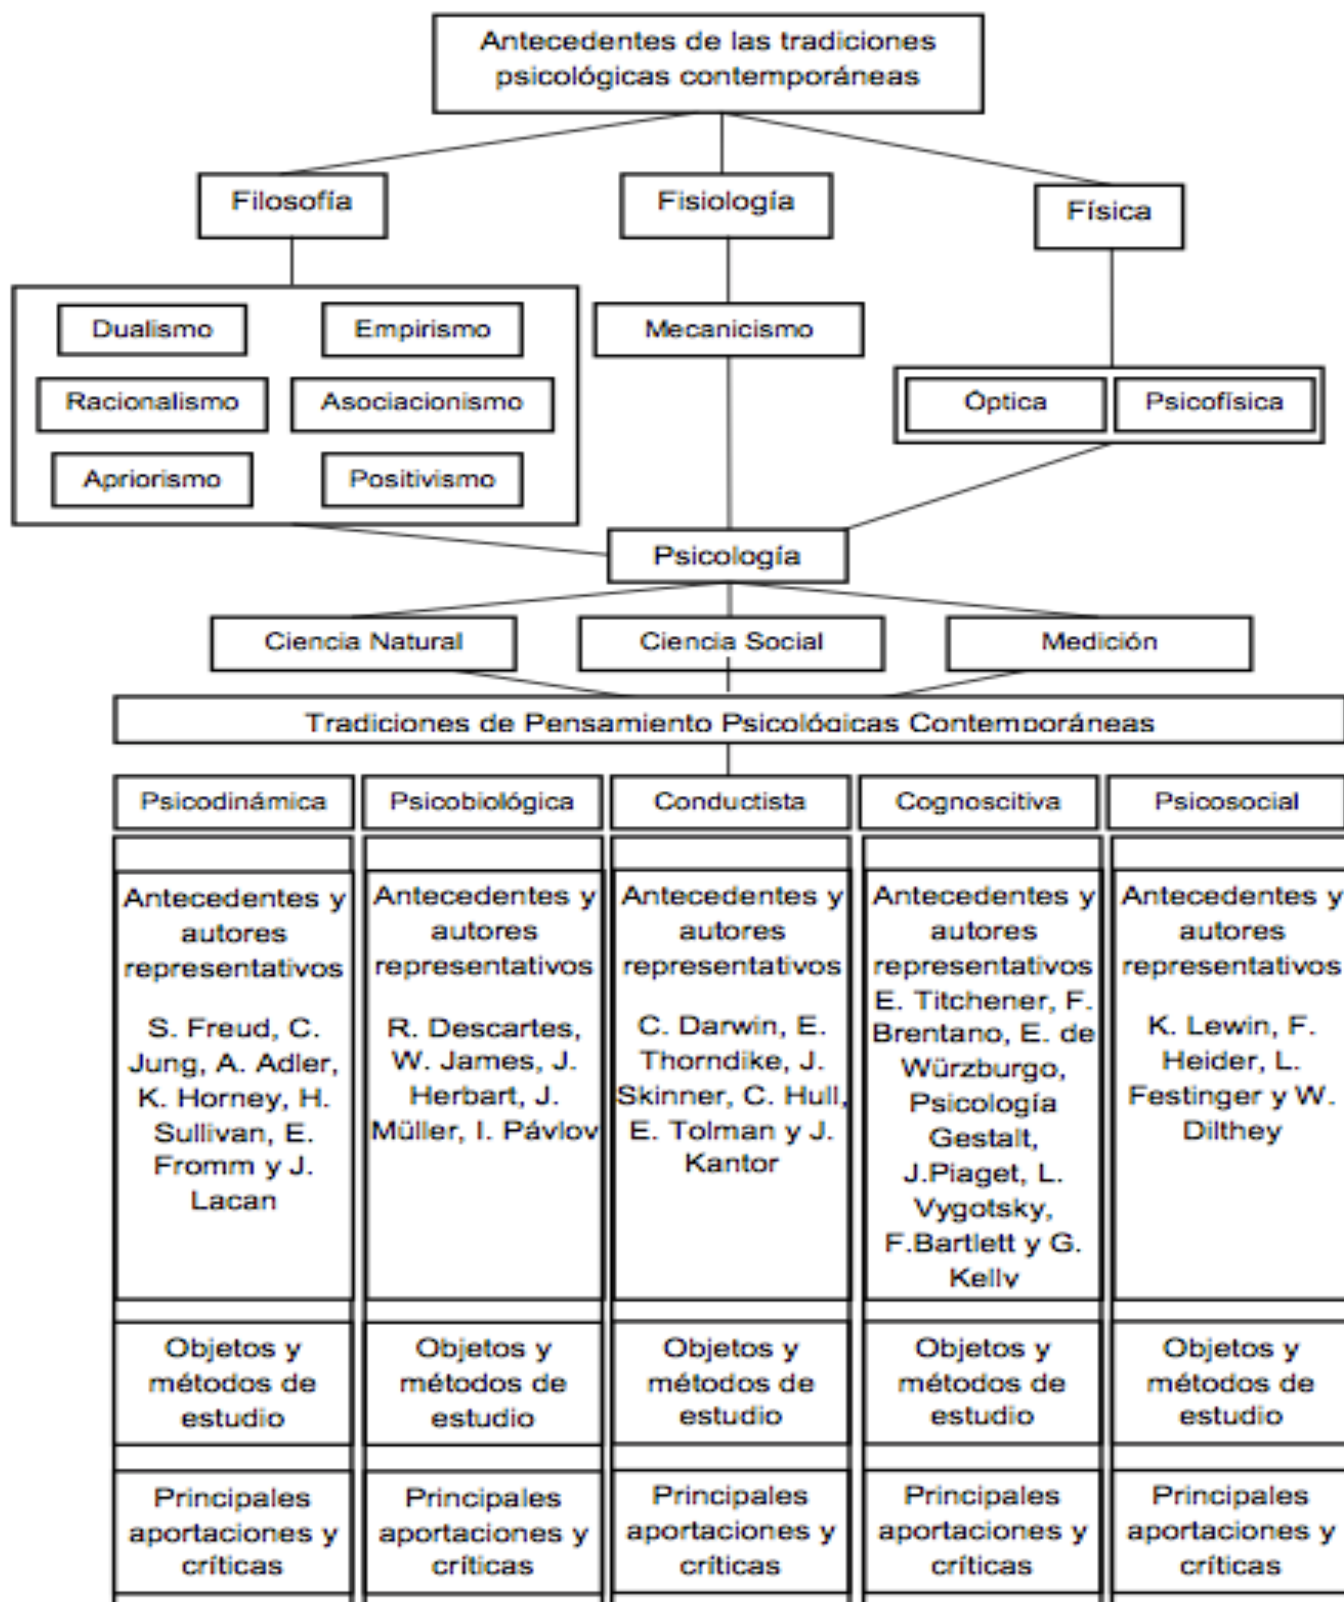 Antecedentes de las tradiciones
psicológicas contemporáneas
Filosofía
Fisiología
Física
Dualismo
Empirismo
Mecanicismo
Racionalismo
Asociacionismo
Óptica
Psicofísica
Apriorismo
Positivismo
Psicología
Ciencia Natural
Ciencia Social
Medición
Tradiciones de Pensamiento Psicológicas Contemporáneas
Psicodinámica
Psicobiológica
Conductista
Cognoscitiva
Psicosocial
Antecedentes y
autores
representativos
S. Freud, C.
Jung, A. Adler,
K. Horney, H.
Sullivan, E.
Fromm y J.
Lacan
Antecedentes y
autores
representativos
R. Descartes,
W. James, J.
Herbart, J.
Müller, I. Pávlov
Antecedentes y
autores
representativos
C. Darwin, E.
Thorndike, J.
Skinner, C. Hull,
E. Tolman y J.
Kantor
Antecedentes y
autores
representativos
E. Titchener, F.
Brentano, E. de
Würzburgo,
Psicología
Gestalt,
J.Piaget, L.
Vygotsky,
F.Bartlett y G.
Kelly
Antecedentes y
autores
representativos
K. Lewin, F.
Heider, L.
Festinger y W.
Dilthey
Objetos y
métodos de
estudio
Objetos y
métodos de
estudio
Objetos y
métodos de
estudio
Objetos y
métodos de
estudio
Objetos y
métodos de
estudio
Principales
aportaciones y
críticas
Principales
aportaciones y
críticas
Principales
aportaciones y
críticas
Principales
aportaciones y
críticas
Principales
aportaciones y
críticas